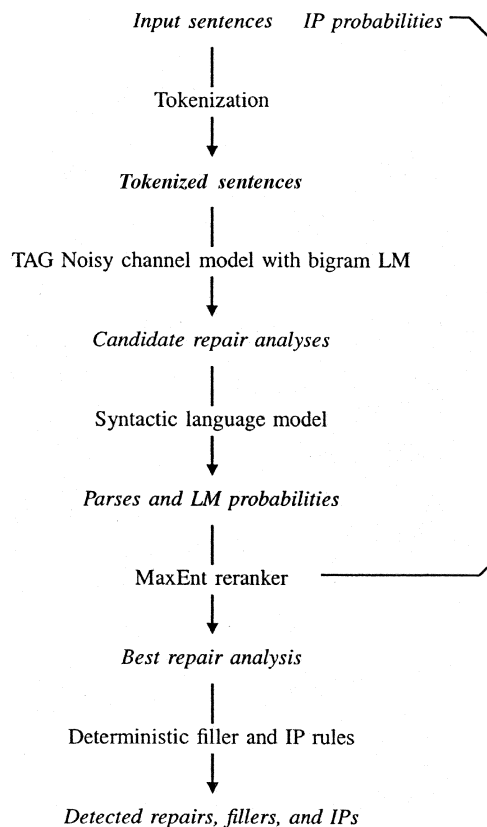 Input sentences IP probabilities
Tokenization
Tokenized sentences
TAG Noisy channel model with bigram LM
Candidate repair analyses
Syntactic language model
Parses and LM probabilities
MaxEnt reranker
Best repair analysis
Deterministic filler and IP rules
Detected repairs, fillers, and IPs